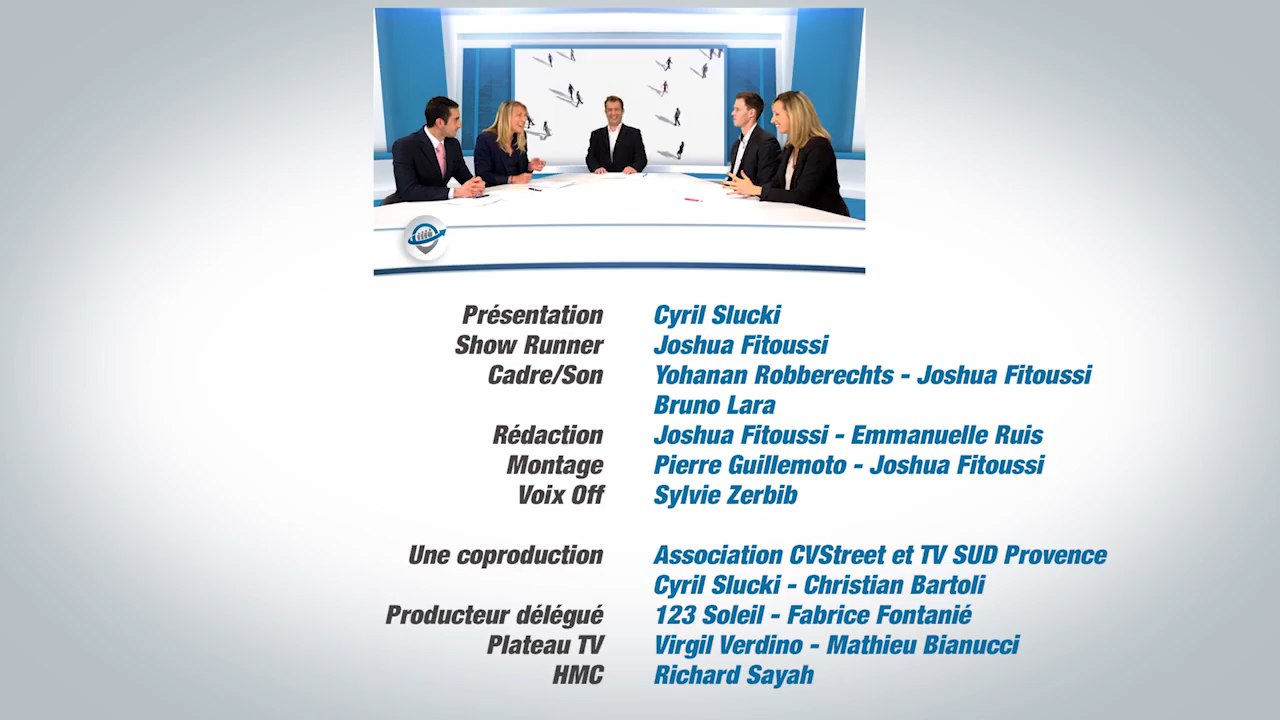 Présentation Cyril Slucki
Show Runner Joshua Fitoussi
Cadre/Son Yohanan Robberechts - Joshua Fitoussi
Bruno Lara
Rédaction Joshua Fitoussi - Emmanuelle Ruis
Montage Pierre Guillemoto - Joshua Fitoussi
Voix Off Sylvie Zerbib
Une coproduction Association CVStreet et TV SUD Provence
Cyril Slucki - Christian Bartoli
Producteur délégué 123 Soleil - Fabrice Fontanié
Plateau TV Virgil Verdino - Mathieu Bianucci
HMC Richard Sayah